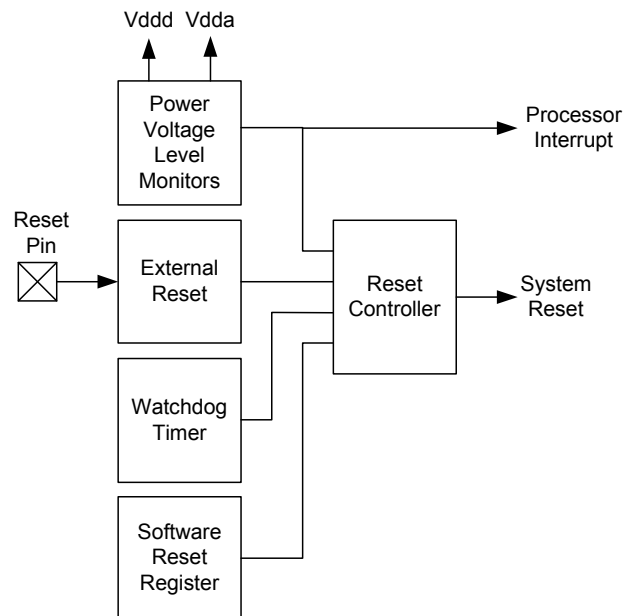 Vddd Vdda
Power
Voltage
Level
Monitors
Processor
Interrupt
Reset
Pin
External
Reset
Reset
Controller
System
Reset
Watchdog
Timer
Software
Reset
Register